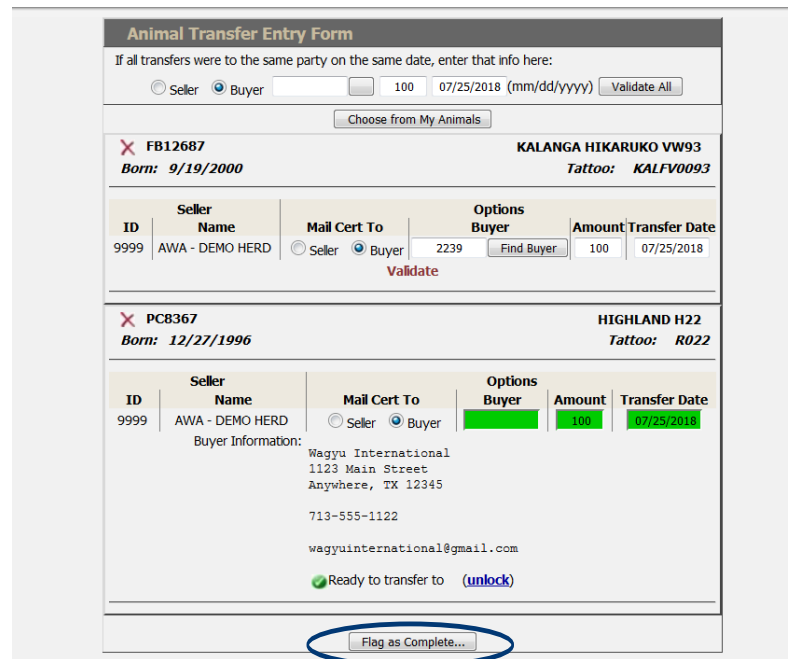 Animal Transfer Entry Form
If all transfers were to the same party on the same date, enter that info here:
Seller Buyer 100 07/25/2018 (mm/dd/yyyy) Validate All
Choose from My Animals
FB12687 KALANGA HIKARUKO VW93
Born: 9/19/2000 Tattoo: KALFV0093
Seller Options
ID Name Mail Cert To Buyer Amount Transfer Date
9999 AWA - DEMO HERD Seller Buyer 2239 Find Buyer 100 07/25/2018
Validate
PC8367 HIGHLAND H22
Born: 12/27/1996 Tattoo: R022
Seller Options
ID Name Mail Cert To Buyer Amount Transfer Date
9999 AWA - DEMO HERD Seller Buyer 100 07/25/2018
Buyer Information:
Wagyu International
1123 Main Street
Anywhere, TX 12345
713-555-1122
wagyuinternational@gmail.com
Ready to transfer to (unlock)
Flag as Complete...